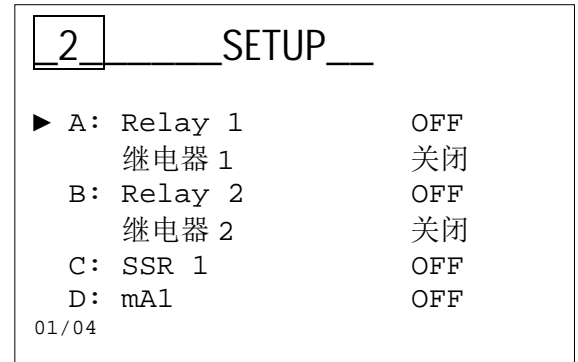 _2_______SETUP__
► A: Relay 1 OFF
继电器 1 关闭
B: Relay 2 OFF
继电器 2 关闭
C: SSR 1 OFF
D: mA1 OFF
01/04